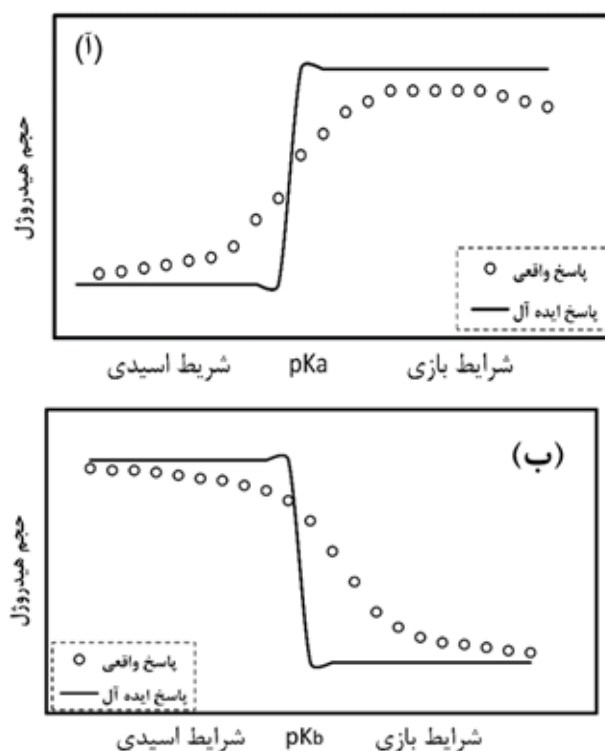 (آ)
حجم هیدروژل
پاسخ واقعی
پاسخ ایده آل
شریط اسیدی pKa شرایط بازی
(ب)
حجم هیدروژل
پاسخ واقعی
پاسخ ایده آل
شرایط اسیدی pKb شرایط بازی